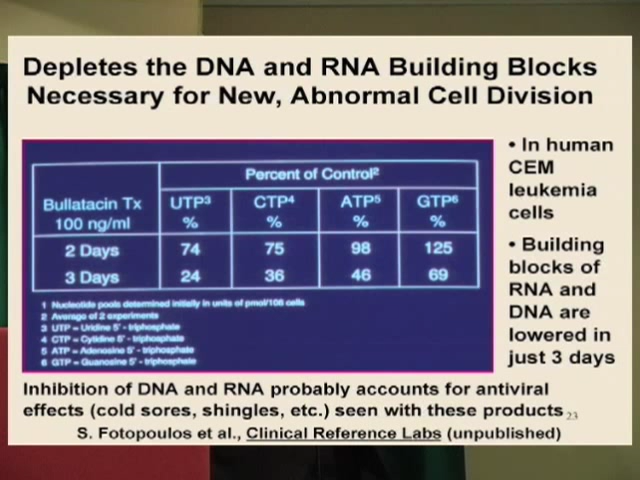 Depletes the DNA and RNA Building Blocks
Necessary for New, Abnormal Cell Division
Percent of Control2
Bullatacin Tx
100 ng/ml
UTP3
%
CTP4
%
ATP5
%
GTP6
%
2 Days 74 75 98 125
3 Days 24 36 46 69
1 Nucleotide pools determined initially in units of pmol/106 cells
2 Average of 2 experiments
3 UTP = Uridine 5' - triphosphate
4 CTP = Cytidine 5' - triphosphate
5 ATP = Adenosine 5' - triphosphate
6 GTP = Guanosine 5' - triphosphate
• In human
CEM
leukemia
cells
• Building
blocks of
RNA and
DNA are
lowered in
just 3 days
Inhibition of DNA and RNA probably accounts for antiviral
effects (cold sores, shingles, etc.) seen with these products 23
S. Fotopoulos et al., Clinical Reference Labs (unpublished)